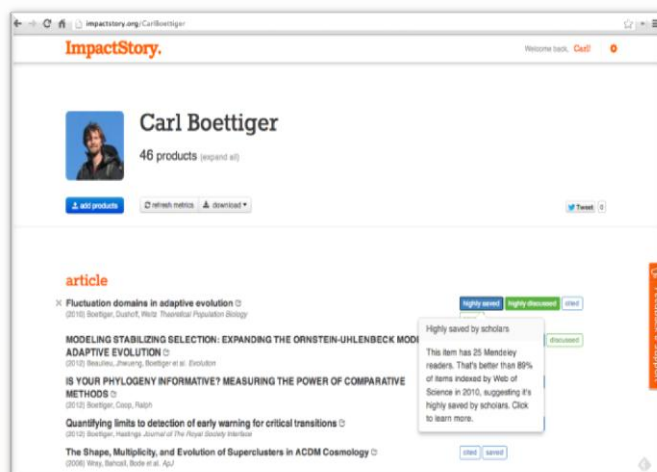 impactstory.org/CarlBoettiger
ImpactStory.
Welcome back, Carl!
Carl Boettiger
46 products (expand all)
add products
refresh metrics
download
Tweet 0
article
Fluctuation domains in adaptive evolution
highly saved
highly discussed
cited
(2010) Boettiger, Dushoff, Weitz Theoretical Population Biology
Highly saved by scholars
This item has 25 Mendeley
readers. That's better than 89%
of items indexed by Web of
Science in 2010, suggesting it's
highly saved by scholars. Click
to learn more.
MODELING STABILIZING SELECTION: EXPANDING THE ORNSTEIN-UHLENBECK MODE
discussed
ADAPTIVE EVOLUTION
(2012) Beaulieu, Jhwueng, Boettiger et al. Evolution
IS YOUR PHYLOGENY INFORMATIVE? MEASURING THE POWER OF COMPARATIVE
METHODS
(2012) Boettiger, Coop, Ralph
Quantifying limits to detection of early warning for critical transitions
(2012) Boettiger, Hastings Journal of The Royal Society Interface
The Shape, Multiplicity, and Evolution of Superclusters in ΛCDM Cosmology
cited
saved
(2008) Wray, Bahcall, Bode et al. ApJ